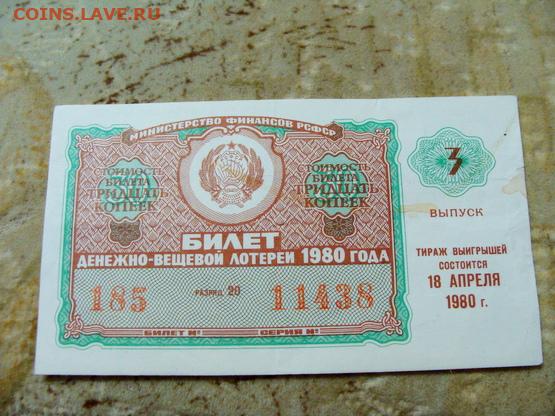 COINS.LAVE.RU
МИНИСТЕРСТВО ФИНАНСОВ РСФСР
СТОИМОСТЬ
БИЛЕТА
ТРИДЦАТЬ
КОПЕЕК
СТОИМОСТЬ
БИЛЕТА
ТРИДЦАТЬ
КОПЕЕК
БИЛЕТ
ДЕНЕЖНО-ВЕЩЕВОЙ ЛОТЕРЕИ 1980 ГОДА
185 РАЗРЯД 20 11438
БИЛЕТ № СЕРИЯ №
3
ВЫПУСК
ТИРАЖ ВЫИГРЫШЕЙ
СОСТОИТСЯ
18 АПРЕЛЯ
1980 г.